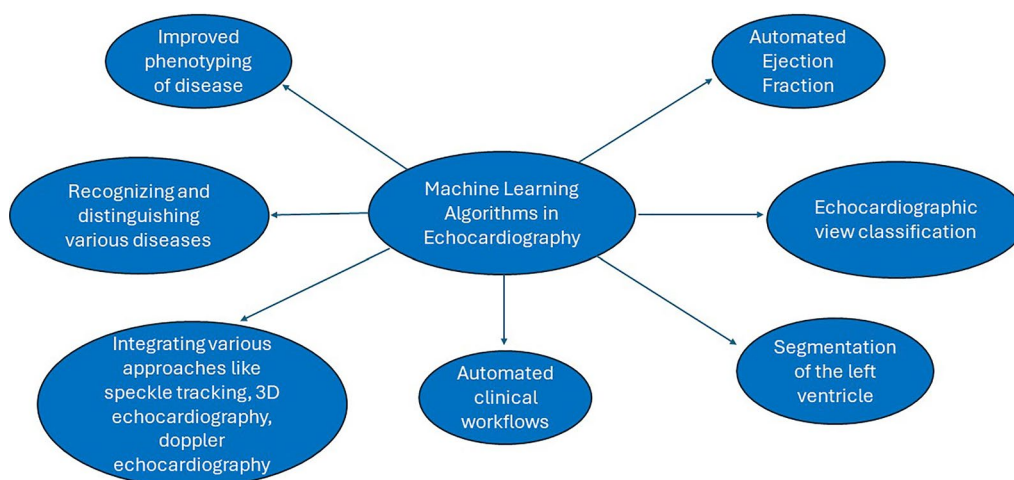 Improved
phenotyping
of disease
Automated
Ejection
Fraction
Recognizing and
distinguishing
various diseases
Machine Learning
Algorithms in
Echocardiography
Echocardiographic
view classification
Integrating various
approaches like
speckle tracking, 3D
echocardiography,
doppler
echocardiography
Automated
clinical
workflows
Segmentation
of the left
ventricle